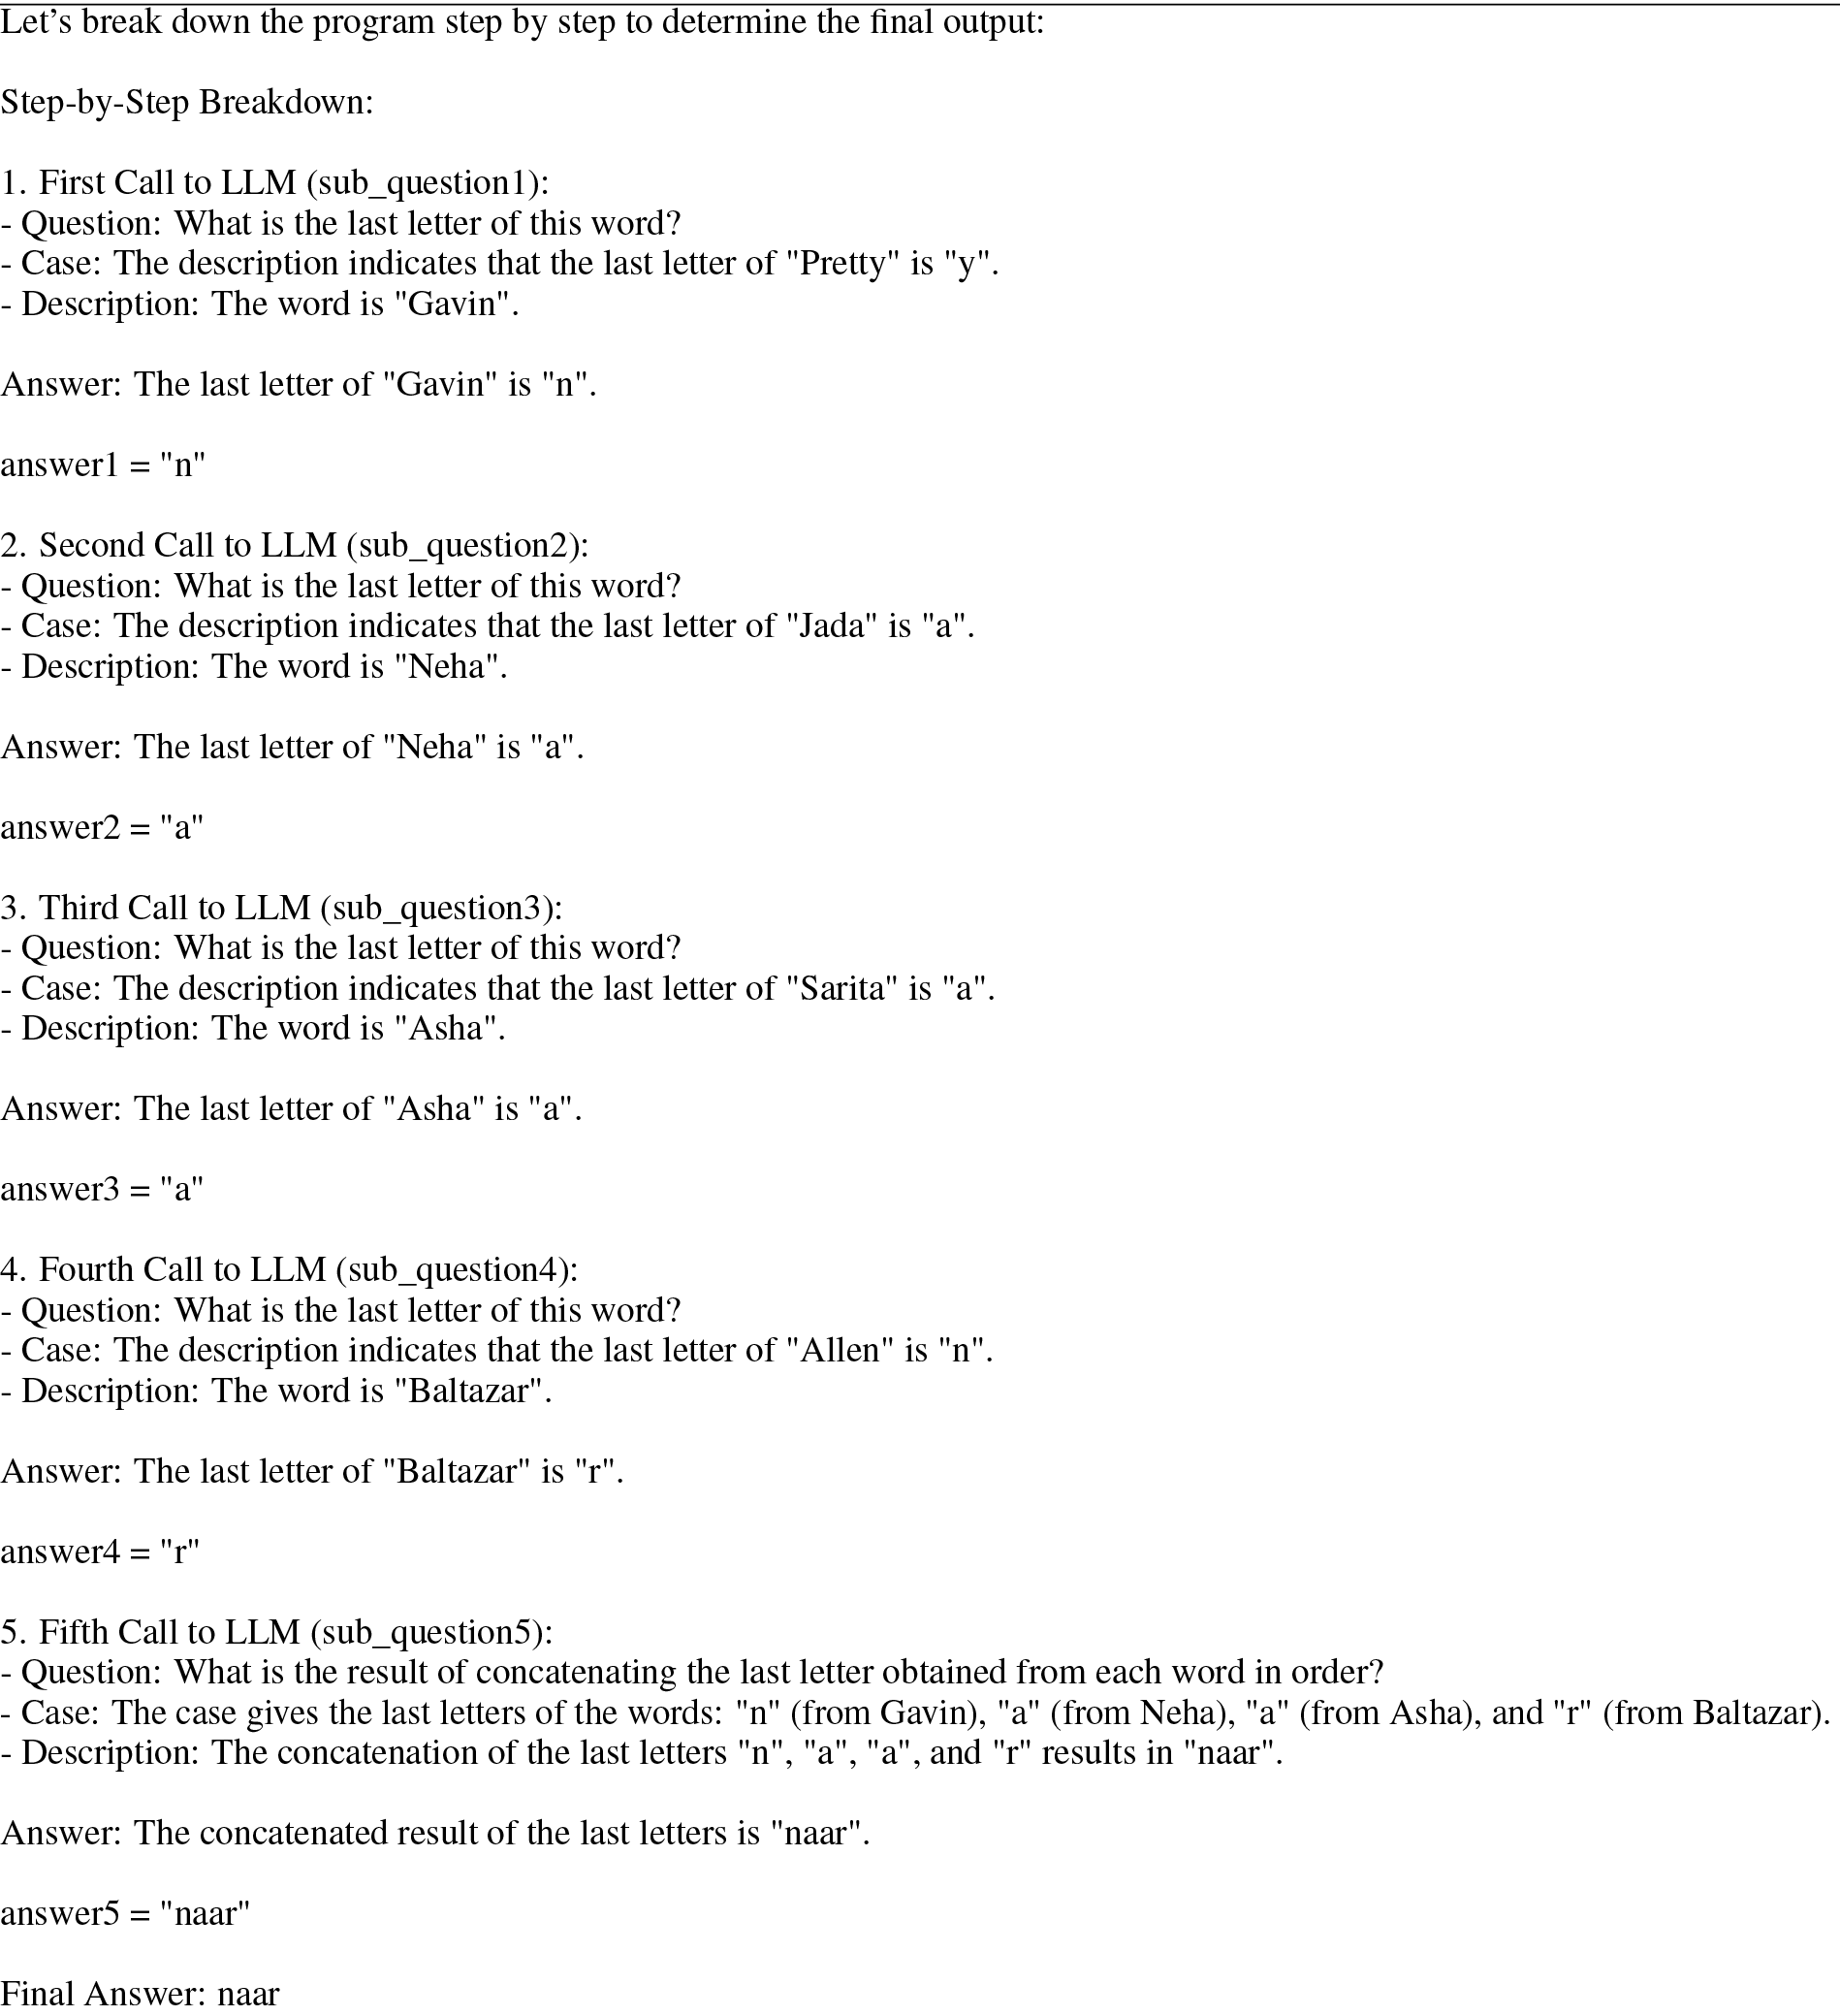 Let’s break down the program step by step to determine the final output:
Step-by-Step Breakdown:
1. First Call to LLM (sub_question1):
- Question: What is the last letter of this word?
- Case: The description indicates that the last letter of "Pretty" is "y".
- Description: The word is "Gavin".
Answer: The last letter of "Gavin" is "n".
answer1 = "n"
2. Second Call to LLM (sub_question2):
- Question: What is the last letter of this word?
- Case: The description indicates that the last letter of "Jada" is "a".
- Description: The word is "Neha".
Answer: The last letter of "Neha" is "a".
answer2 = "a"
3. Third Call to LLM (sub_question3):
- Question: What is the last letter of this word?
- Case: The description indicates that the last letter of "Sarita" is "a".
- Description: The word is "Asha".
Answer: The last letter of "Asha" is "a".
answer3 = "a"
4. Fourth Call to LLM (sub_question4):
- Question: What is the last letter of this word?
- Case: The description indicates that the last letter of "Allen" is "n".
- Description: The word is "Baltazar".
Answer: The last letter of "Baltazar" is "r".
answer4 = "r"
5. Fifth Call to LLM (sub_question5):
- Question: What is the result of concatenating the last letter obtained from each word in order?
- Case: The case gives the last letters of the words: "n" (from Gavin), "a" (from Neha), "a" (from Asha), and "r" (from Baltazar).
- Description: The concatenation of the last letters "n", "a", "a", and "r" results in "naar".
Answer: The concatenated result of the last letters is "naar".
answer5 = "naar"
Final Answer: naar